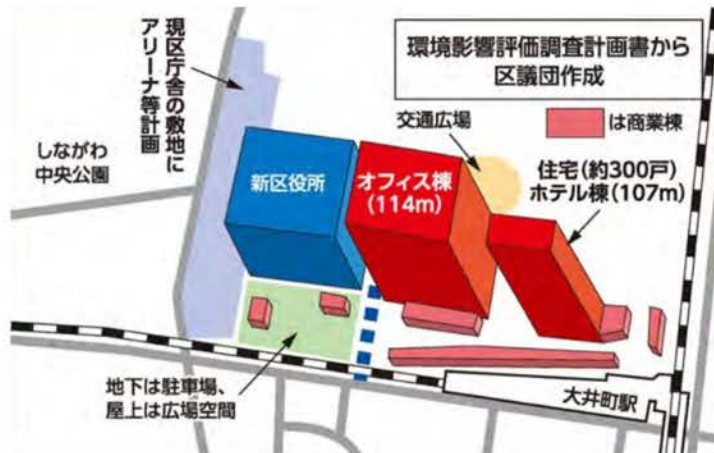 現区庁舎の敷地に
アリーナ等計画
環境影響評価調査計画書から
区議団作成
交通広場
は商業棟
しながわ
中央公園
住宅(約300戸)
ホテル棟(107m)
新区役所
オフィス棟
(114m)
地下は駐車場、
屋上は広場空間
大井町駅